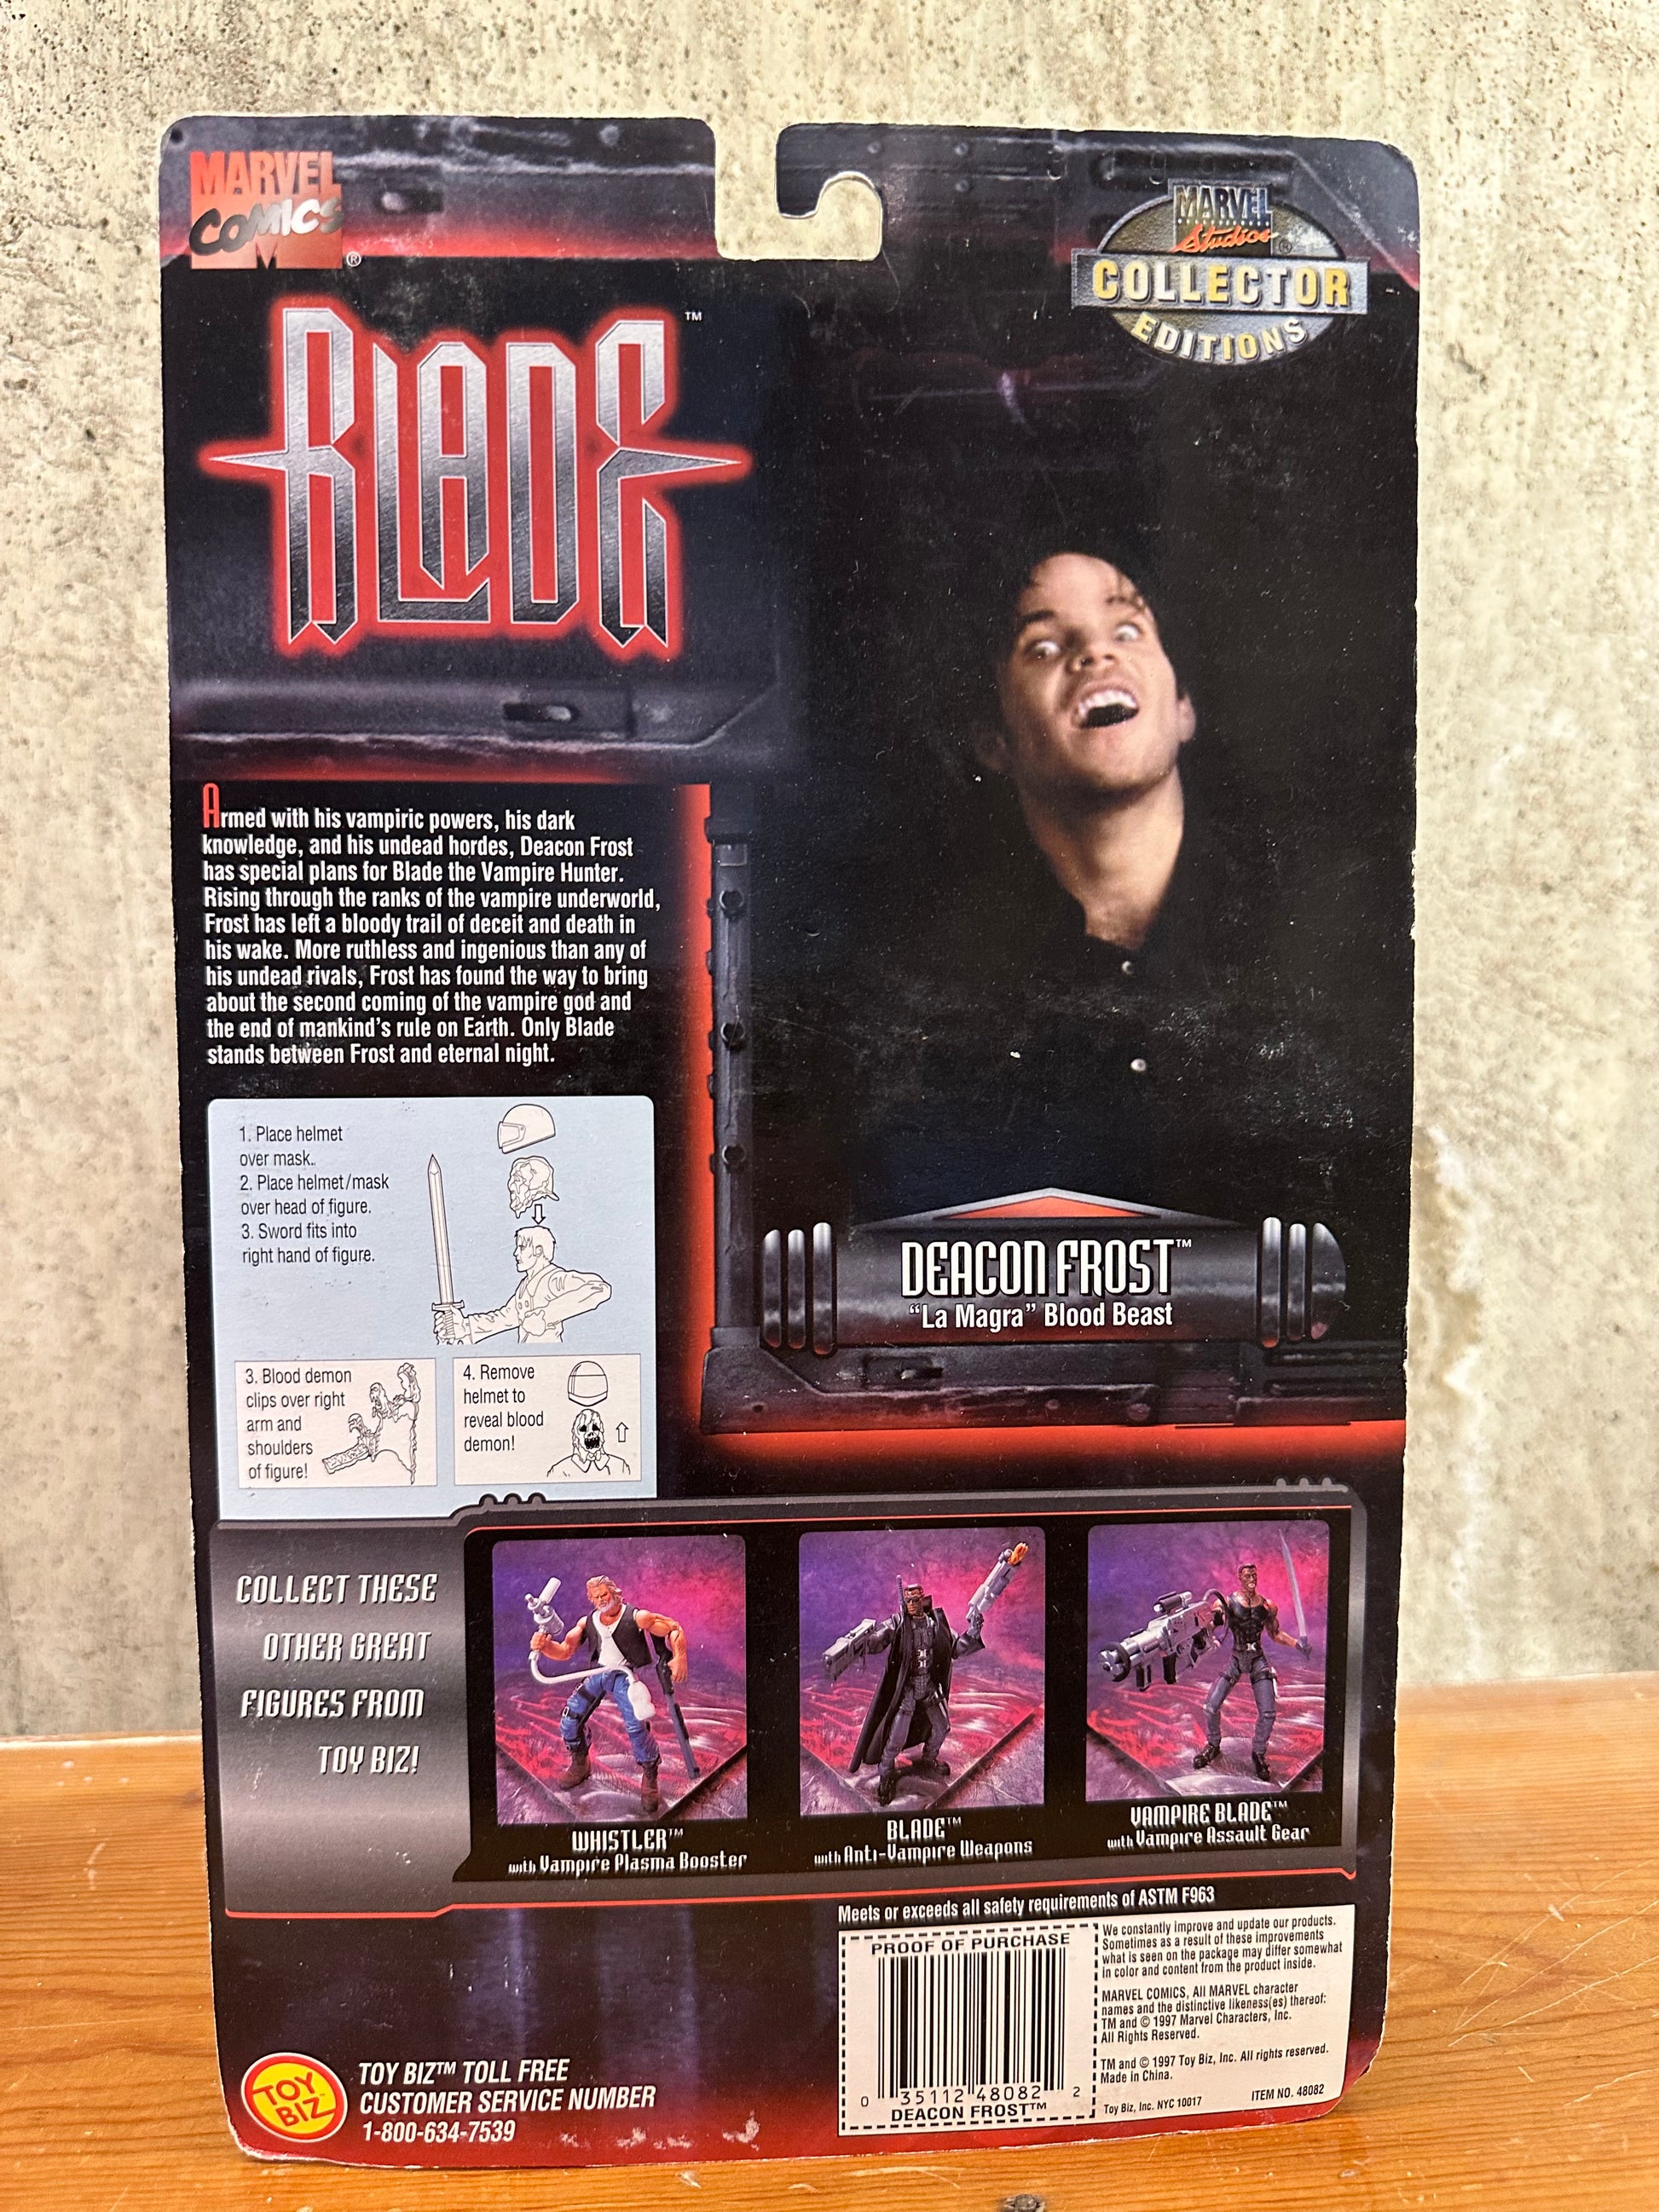 MARVEL
COMICS
®
MARVEL
Studios®
COLLECTOR
EDITIONS
BLADE™
Armed with his vampiric powers, his dark
knowledge, and his undead hordes, Deacon Frost
has special plans for Blade the Vampire Hunter.
Rising through the ranks of the vampire underworld,
Frost has left a bloody trail of deceit and death in
his wake. More ruthless and ingenious than any of
his undead rivals, Frost has found the way to bring
about the second coming of the vampire god and
the end of mankind's rule on Earth. Only Blade
stands between Frost and eternal night.
1. Place helmet
over mask.
2. Place helmet/mask
over head of figure.
3. Sword fits into
right hand of figure.
3. Blood demon
clips over right
arm and
shoulders
of figure!
4. Remove
helmet to
reveal blood
demon!
DEACON FROST™
"La Magra" Blood Beast
COLLECT THESE
OTHER GREAT
FIGURES FROM
TOY BIZ!
WHISTLER™
with Vampire Plasma Booster
BLADE™
with Anti-Vampire Weapons
VAMPIRE BLADE™
with Vampire Assault Gear
Meets or exceeds all safety requirements of ASTM F963
PROOF OF PURCHASE
0 35112 48082 2
DEACON FROST™
We constantly improve and update our products.
Sometimes as a result of these improvements
what is seen on the package may differ somewhat
in color and content from the product inside.
MARVEL COMICS, All MARVEL character
names and the distinctive likeness(es) thereof:
TM and © 1997 Marvel Characters, Inc.
All Rights Reserved.
TM and © 1997 Toy Biz, Inc. All rights reserved.
Made in China.
ITEM NO. 48082
Toy Biz, Inc. NYC 10017
TOY
BIZ
TOY BIZ™ TOLL FREE
CUSTOMER SERVICE NUMBER
1-800-634-7539